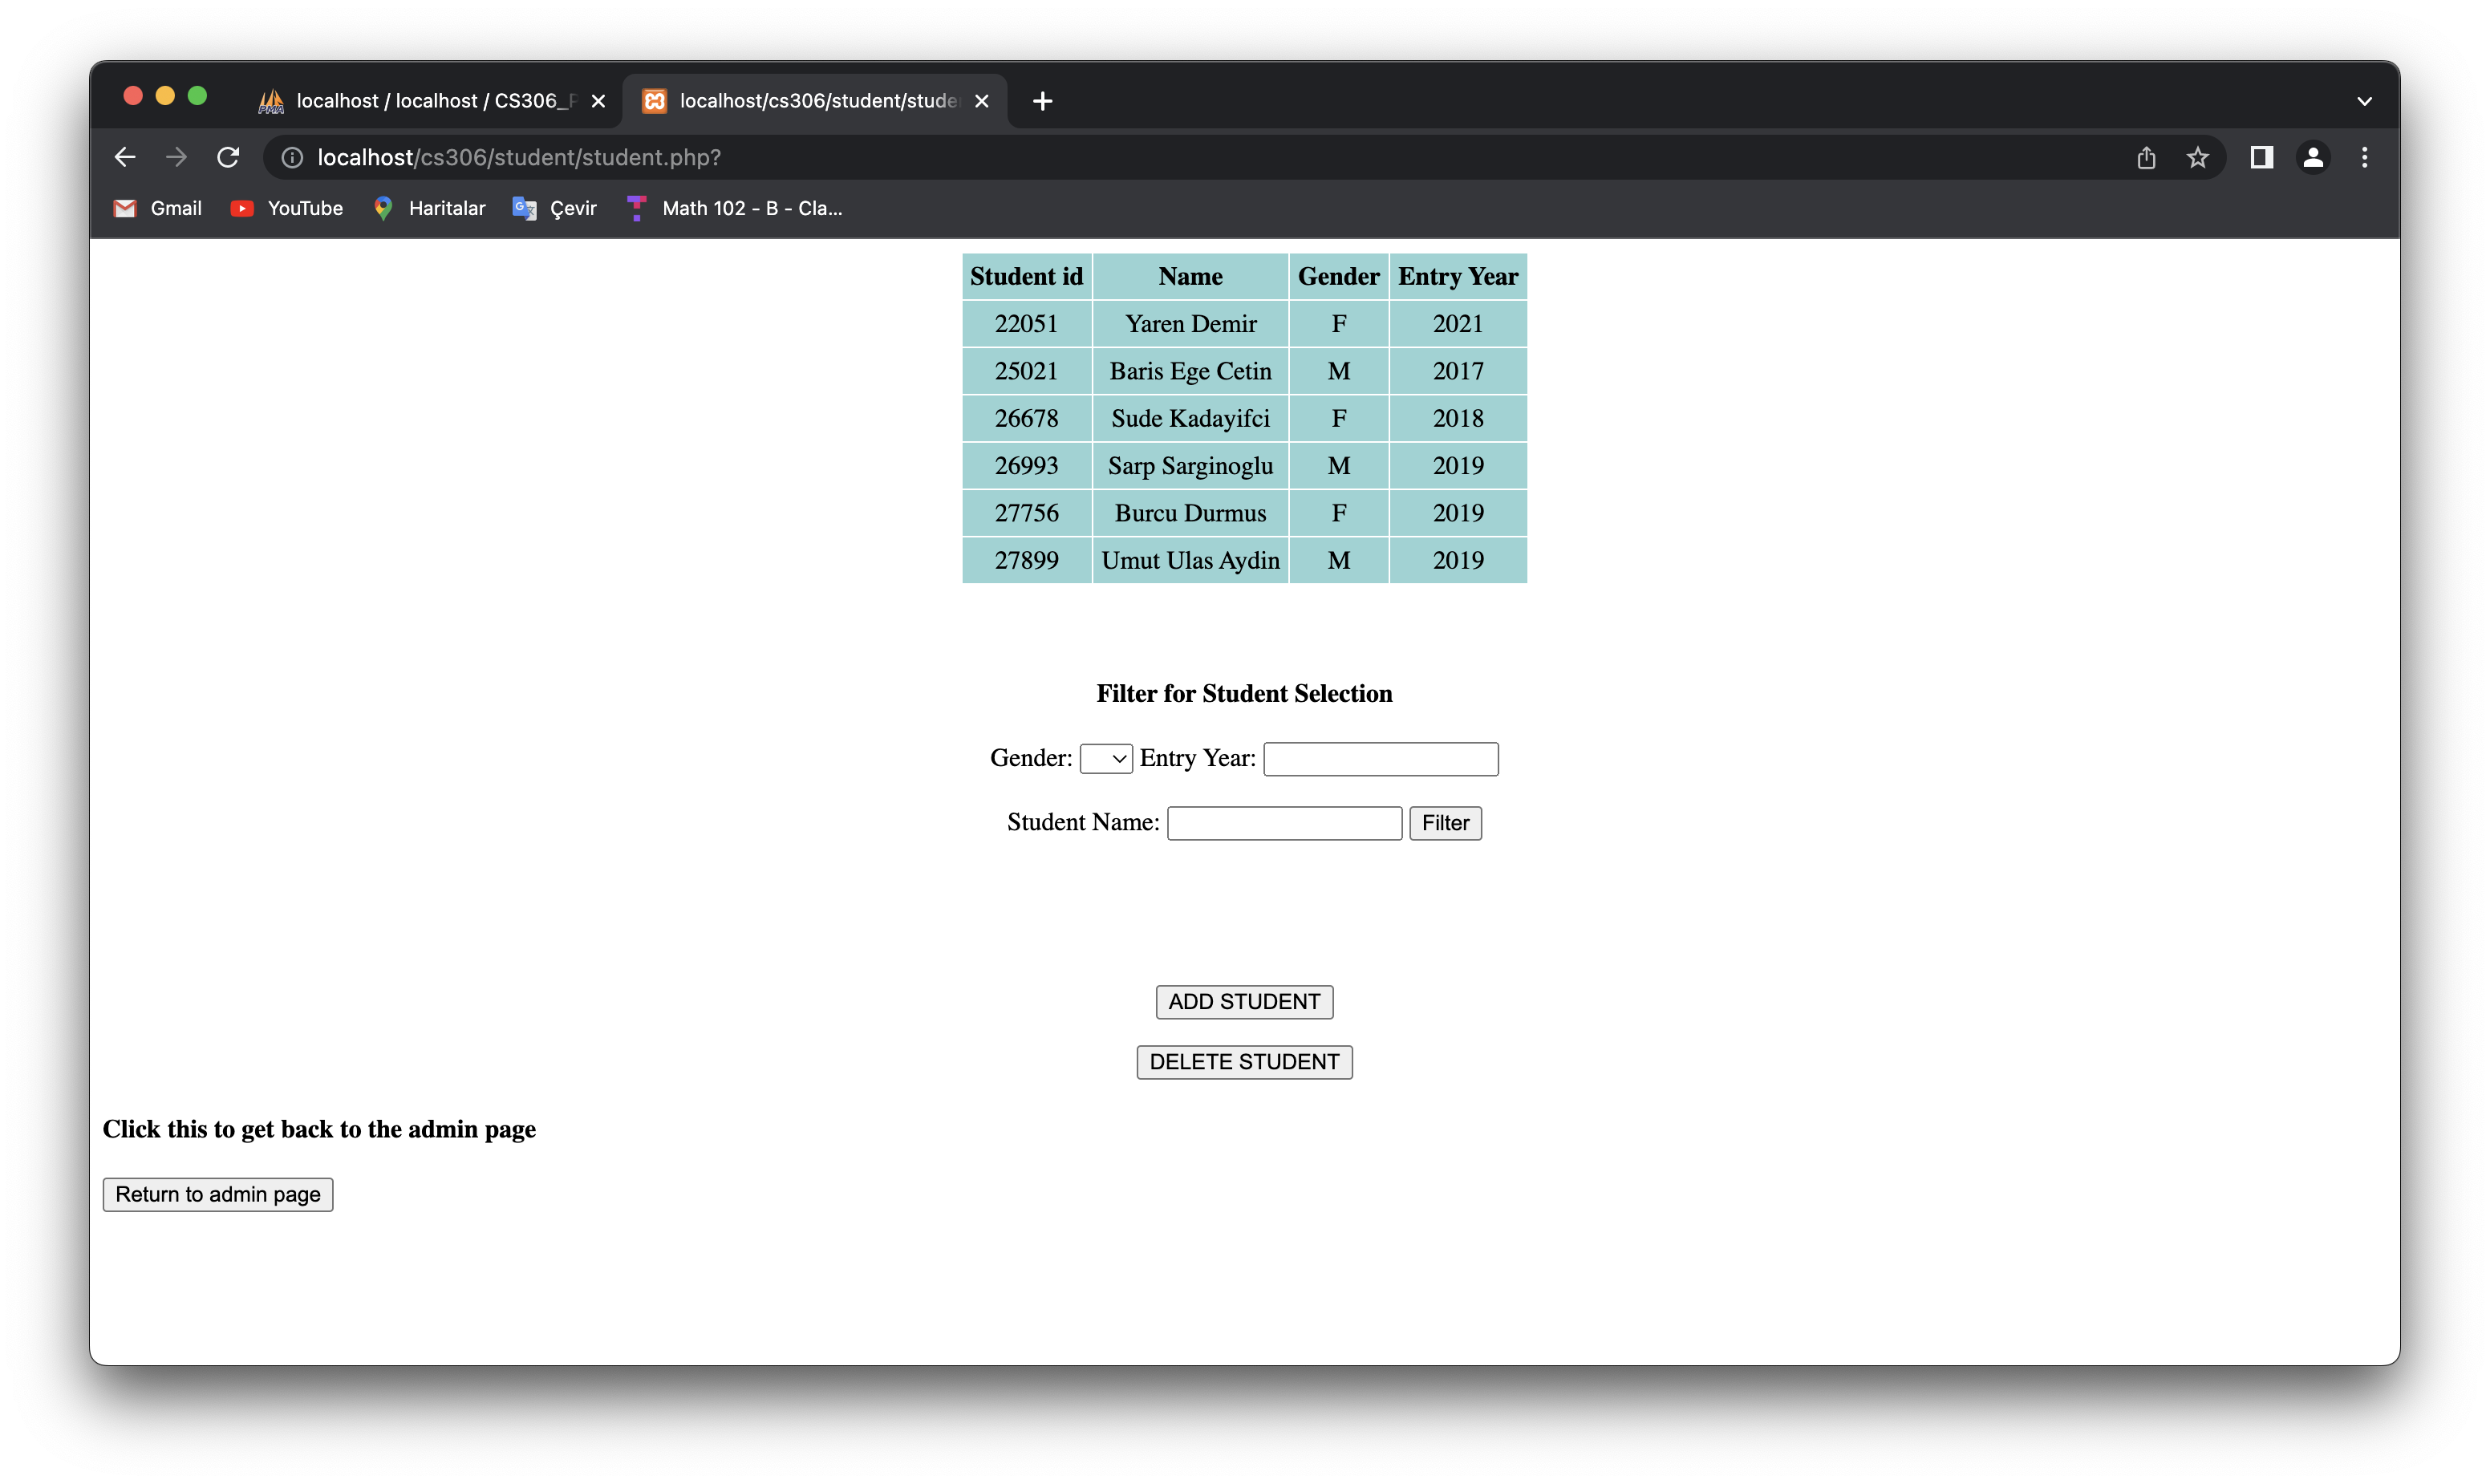 localhost / localhost / CS306_P
localhost/cs306/student/stude
localhost/cs306/student/student.php?
Gmail YouTube Haritalar Çevir Math 102 - B - Cla...
Student id Name Gender Entry Year
22051 Yaren Demir F 2021
25021 Baris Ege Cetin M 2017
26678 Sude Kadayifci F 2018
26993 Sarp Sarginoglu M 2019
27756 Burcu Durmus F 2019
27899 Umut Ulas Aydin M 2019
Filter for Student Selection
Gender: Entry Year:
Student Name: Filter
ADD STUDENT
DELETE STUDENT
Click this to get back to the admin page
Return to admin page